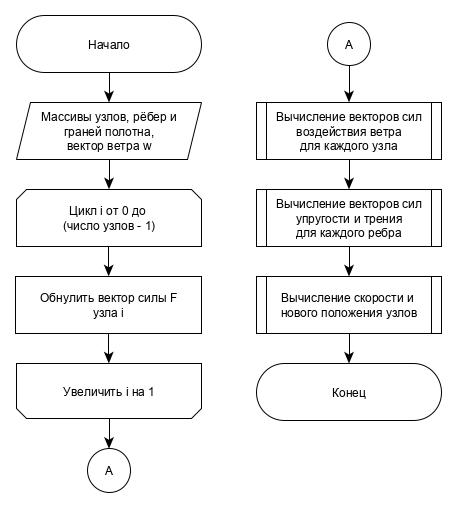 Начало
Массивы узлов, рёбер и
граней полотна,
вектор ветра w
Цикл i от 0 до
(число узлов - 1)
Обнулить вектор силы F
узла i
Увеличить i на 1
А
А
Вычисление векторов сил
воздействия ветра
для каждого узла
Вычисление векторов сил
упругости и трения
для каждого ребра
Вычисление скорости и
нового положения узлов
Конец